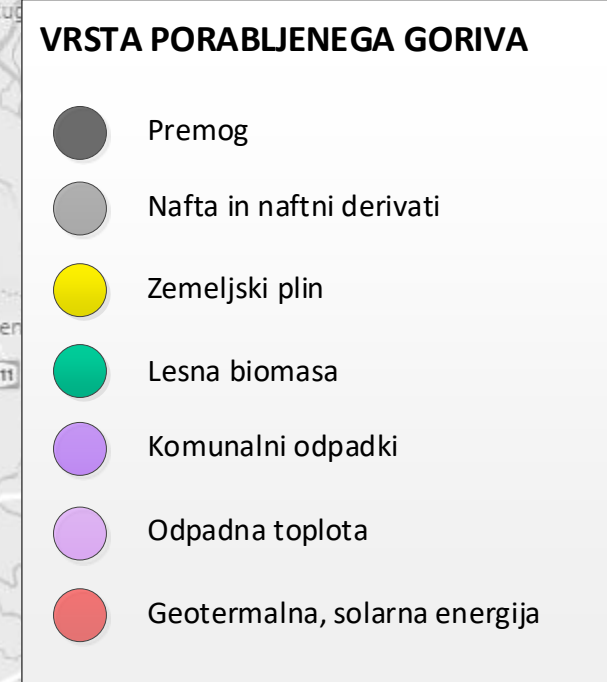 VRSTA PORABLJENEGA GORIVA
Premog
Nafta in naftni derivati
Zemeljski plin
Lesna biomasa
Komunalni odpadki
Odpadna toplota
Geotermalna, solarna energija
11